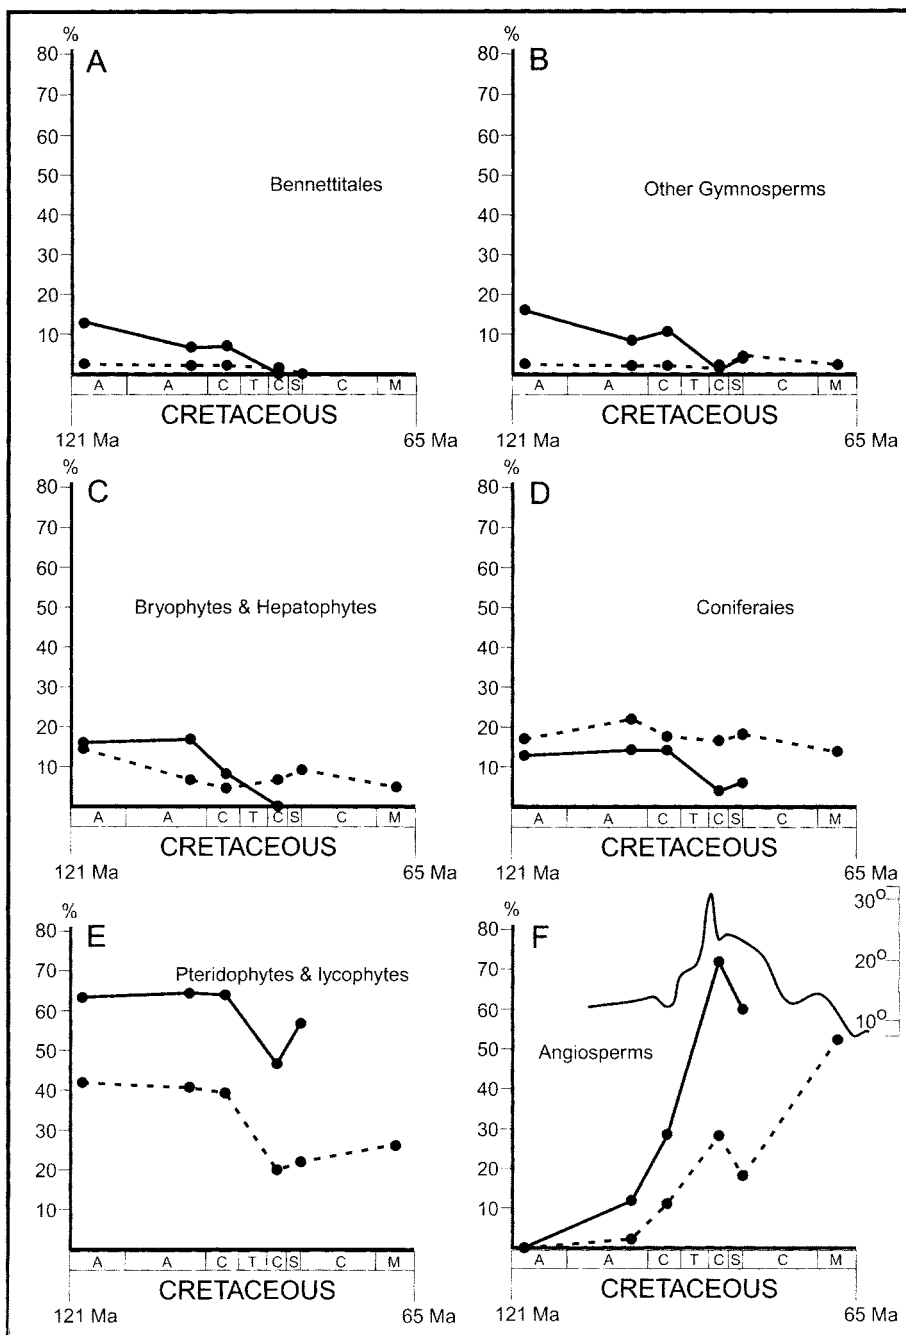 %
80
A
70
60
50
Bennettitales
40
30
20
10
A A C T C S C M
CRETACEOUS
121 Ma 65 Ma
%
80
B
70
60
50
Other Gymnosperms
40
30
20
10
A A C T C S C M
CRETACEOUS
121 Ma 65 Ma
%
80
C
70
60
50
Bryophytes & Hepatophytes
40
30
20
10
A A C T C S C M
CRETACEOUS
121 Ma 65 Ma
%
80
D
70
60
50
Coniferales
40
30
20
10
A A C T C S C M
CRETACEOUS
121 Ma 65 Ma
%
80
E
70
Pteridophytes & lycophytes
60
50
40
30
20
10
A A C T C S C M
CRETACEOUS
121 Ma 65 Ma
%
80
F
30°
70
20°
60
10°
50
Angiosperms
40
30
20
10
A A C T C S C M
CRETACEOUS
121 Ma 65 Ma